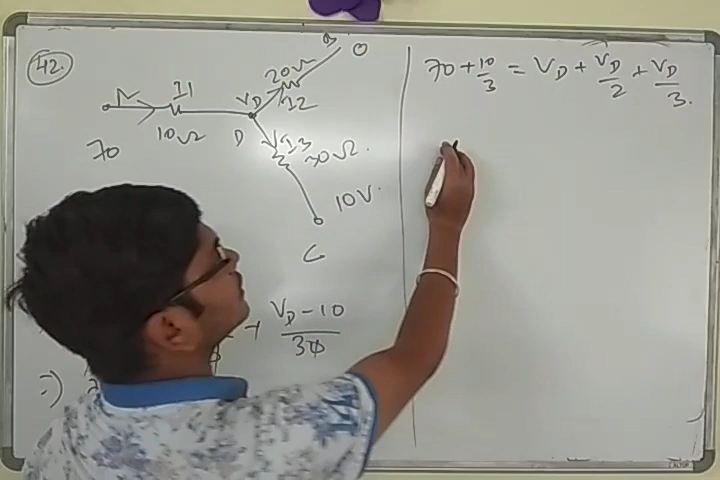 42.
B
0
20Ω
I1
VD
I2
10Ω
D
I3
30Ω.
70
10V.
C
+ (VD - 10)/30
=)
70 + 10/3 = VD + VD/2 + VD/3.